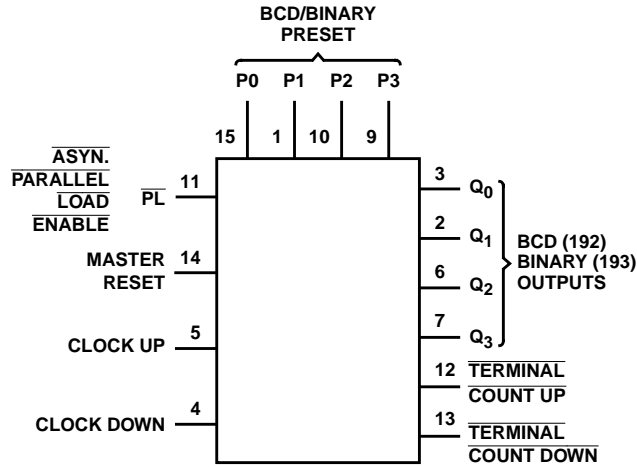 BCD/BINARY
PRESET
P0 P1 P2 P3
15 1 10 9
ASYN.
PARALLEL
LOAD
ENABLE
PL
11
MASTER
RESET
14
CLOCK UP
5
CLOCK DOWN
4
3 Q0
2 Q1
6 Q2
7 Q3
BCD (192)
BINARY (193)
OUTPUTS
12 TERMINAL
COUNT UP
13 TERMINAL
COUNT DOWN